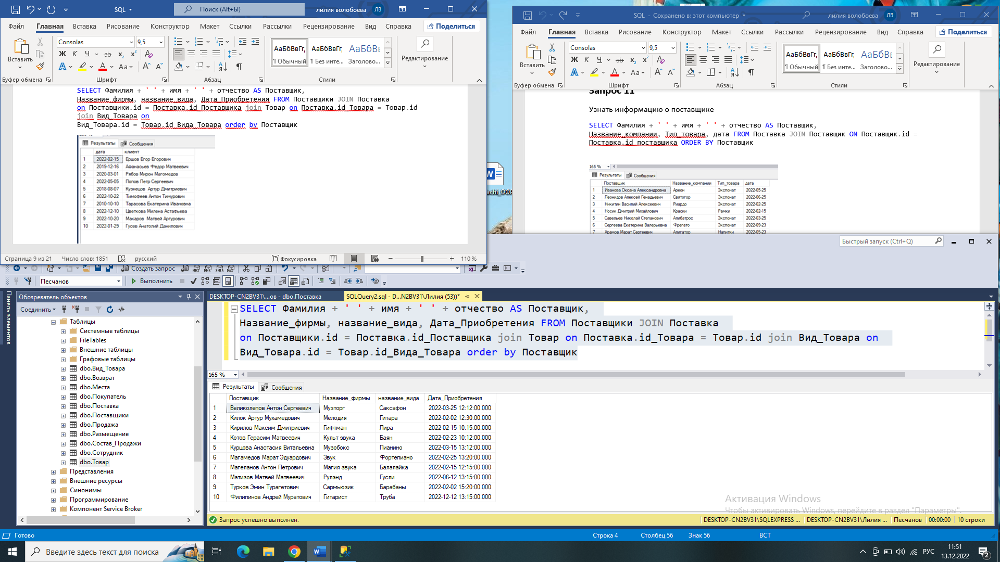 SQL
Поиск (Alt+Ы)
лилия волобоева
ЛВ
Файл Главная Вставка Рисование Конструктор Макет Ссылки Рассылки Рецензирование Вид Справка Поделиться
Consolas 9,5
Вставить
Ж К Ч ab x₂ x²
Aa
АаБбВвГг, АаБбВвГг, АаБбВв
¶ Обычный ¶ Без инте... Заголово...
Редактирование
Буфер обмена Шрифт Абзац Стили
SELECT Фамилия + ' ' + имя + ' ' + отчество AS Поставщик,
Название_фирмы, название_вида, Дата_Приобретения FROM Поставщики JOIN Поставка
on Поставщики.id = Поставка.id_Поставщика join Товар on Поставка.id_Товара = Товар.id
join Вид_Товара on
Вид_Товара.id = Товар.id_Вида_Товара order by Поставщик
Результаты Сообщения
дата клиент
1 2022-02-15 Ершов Егор Егорович
2 2019-12-16 Афанасьев Федор Матвеевич
3 2020-03-01 Рябов Мирон Магомедов
4 2022-05-05 Попов Петр Сергеевич
5 2018-08-07 Кузнецов Артур Дмитриевич
6 2022-10-22 Тимофеев Антон Тимурович
7 2010-10-10 Тарасова Екатерина Ивановна
8 2022-12-10 Цветкова Милена Астафьева
9 2022-10-20 Макаров Матвей Артурович
10 2022-01-29 Гусев Анатолий Данилович
Страница 9 из 21 Число слов: 1851 русский Фокусировка 110 %
SQL - Сохранено в: этот компьютер
лилия волобоева ЛВ
Файл Главная Вставка Рисование Конструктор Макет Ссылки Рассылки Рецензирование Вид Справка Поделиться
Consolas 9,5
Вставить
Ж К Ч ab x₂ x²
Aa
АаБбВвГг, АаБбВвГг, АаБбВв
¶ Обычный ¶ Без инте... Заголово...
Редактирование
Буфер обмена Шрифт Абзац Стили
Запрос 11
Узнать информацию о поставщике
SELECT Фамилия + ' ' + имя + ' ' + отчество AS Поставщик,
Название_компании, Тип_товара, дата FROM Поставка JOIN Поставщик ON Поставщик.id =
Поставка.id_поставщика ORDER BY Поставщик
165 %
Результаты Сообщения
Поставщик Название_компании Тип_товара дата
1 Иванова Оксана Александровна Ареон Экспонат 2022-05-25
2 Леонидов Алексей Генадьевич Святогор Экспонат 2022-06-25
3 Никитин Василий Алексеевич Риардо Экспонат 2022-02-25
4 Носик Дмитрий Михайлович Краски Рамки 2022-02-15
5 Савельев Николай Степанович Алибатрос Экспонат 2022-03-25
6 Сергеева Екатерина Валерьевна Фрегато Экспонат 2022-09-23
7 Храмов Марат Сергеевич Алигатор Напитки 2022-05-23
Быстрый запуск (Ctrl+Q)
Создать запрос
MDX DMX XMLA DAX
Песчанов
Выполнить
Панель элементов
Обозреватель объектов
Соединить
Таблицы
Системные таблицы
FileTables
Внешние таблицы
Графовые таблицы
dbo.Вид_Товара
dbo.Возврат
dbo.Места
dbo.Покупатель
dbo.Поставка
dbo.Поставщики
dbo.Продажа
dbo.Размещение
dbo.Состав_Продажи
dbo.Сотрудник
dbo.Товар
Представления
Внешние ресурсы
Синонимы
Программирование
Компонент Service Broker
DESKTOP-CN2BV31\...ов - dbo.Поставка
SQLQuery2.sql - D...N2BV31\Лилия (53))*
SELECT Фамилия + ' ' + имя + ' ' + отчество AS Поставщик,
Название_фирмы, название_вида, Дата_Приобретения FROM Поставщики JOIN Поставка
on Поставщики.id = Поставка.id_Поставщика join Товар on Поставка.id_Товара = Товар.id join Вид_Товара on
Вид_Товара.id = Товар.id_Вида_Товара order by Поставщик
165 %
Результаты Сообщения
Поставщик Название_фирмы название_вида Дата_Приобретения
1 Великолепов Антон Сергеевич Музторг Саксафон 2022-03-25 12:12:00.000
2 Килок Артур Мухамедович Мелодия Гитара 2022-02-02 12:30:00.000
3 Кирилов Максим Дмитриевич Гифтман Лира 2022-02-15 10:15:00.000
4 Котов Герасим Матвеевич Культ звука Баян 2022-02-23 10:12:00.000
5 Курцова Анастасия Витальевна Музобокс Пианино 2022-03-15 13:12:00.000
6 Магамедов Марат Эдуардович Звук Фортепиано 2022-02-25 13:20:00.000
7 Магеланов Антон Петрович Магия звука Балалайка 2022-02-15 12:15:00.000
8 Матизов Матвей Матвеевич Рулэнд Гусли 2022-06-12 13:15:00.000
9 Турков Эмин Турагетович Сармьюзик Барабаны 2022-02-02 15:20:00.000
10 Филипинов Андрей Муратович Гитарист Труба 2022-12-12 13:15:00.000
Активация Windows
Чтобы активировать Windows, перейдите в раздел "Параметры".
Запрос успешно выполнен.
DESKTOP-CN2BV31\SQLEXPRESS ... DESKTOP-CN2BV31\Лилия ... Песчанов 00:00:00 10 строки
Готово Строка 4 Столбец 56 Знак 56 ВСТ
Введите здесь текст для поиска
РУС
11:51
13.12.2022
2